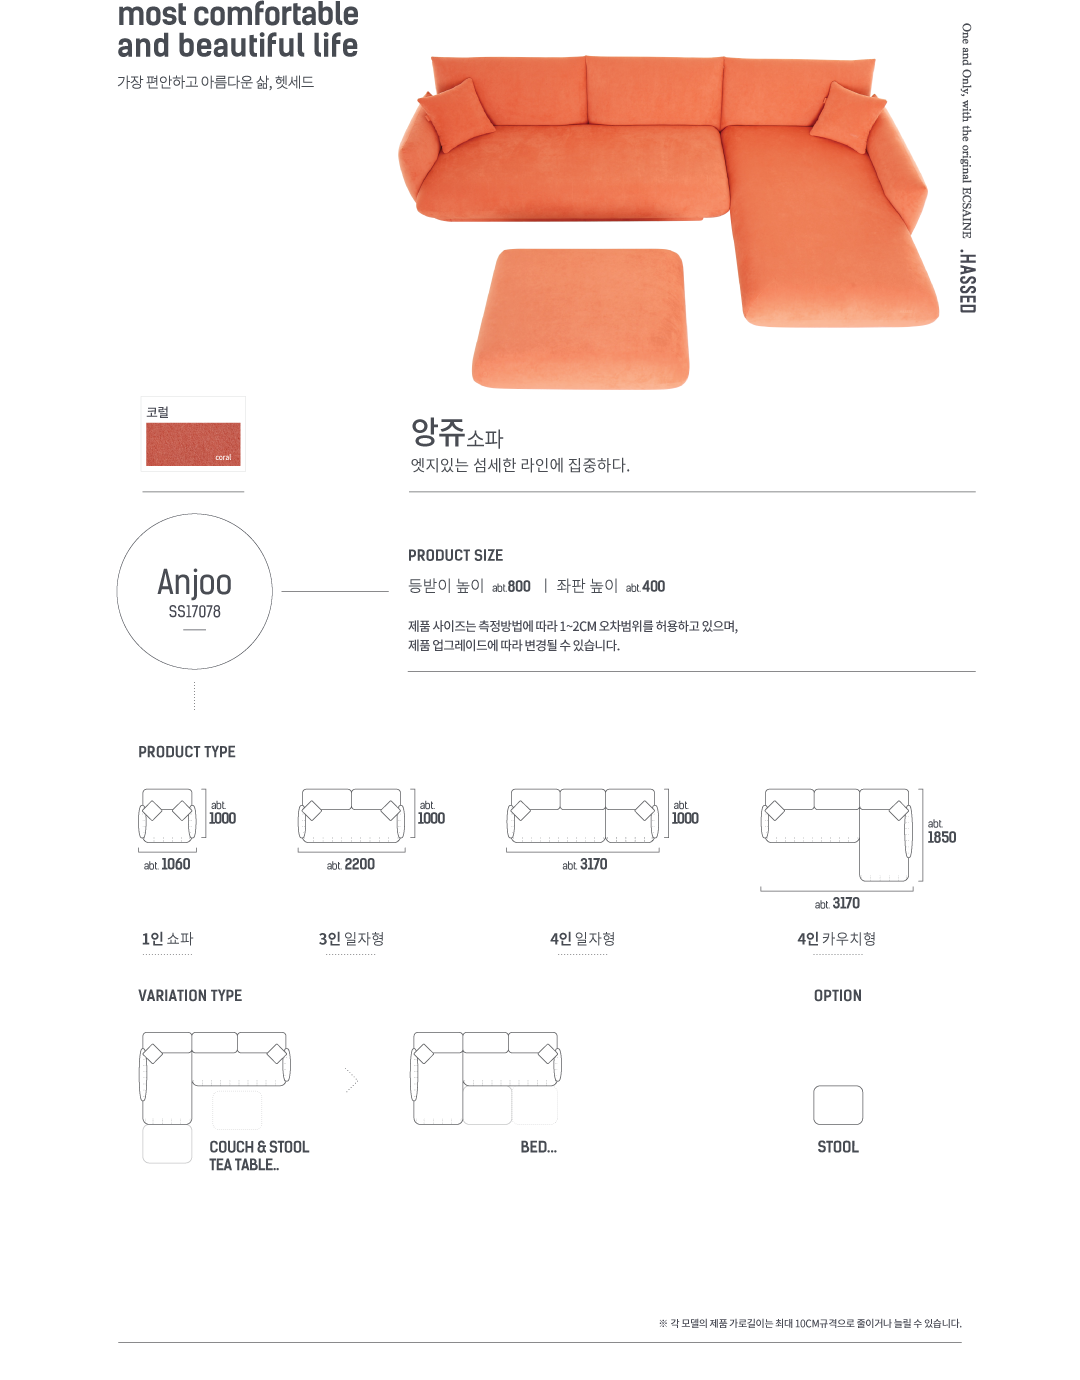 most comfortable
and beautiful life
가장 편안하고 아름다운 삶, 헷세드
One and Only, with the original ECSAINE .HASSED
코럴
coral
앙쥬소파
엣지있는 섬세한 라인에 집중하다.
Anjoo
SS17078
PRODUCT SIZE
등받이 높이 abt.800 | 좌판 높이 abt.400
제품 사이즈는 측정방법에 따라 1~2CM 오차범위를 허용하고 있으며,
제품 업그레이드에 따라 변경될 수 있습니다.
PRODUCT TYPE
abt.
1000
abt. 1060
1인 쇼파
abt.
1000
abt. 2200
3인 일자형
abt.
1000
abt. 3170
4인 일자형
abt.
1850
abt. 3170
4인 카우치형
VARIATION TYPE
COUCH & STOOL
TEA TABLE..
BED...
OPTION
STOOL
※ 각 모델의 제품 가로길이는 최대 10CM규격으로 줄이거나 늘릴 수 있습니다.